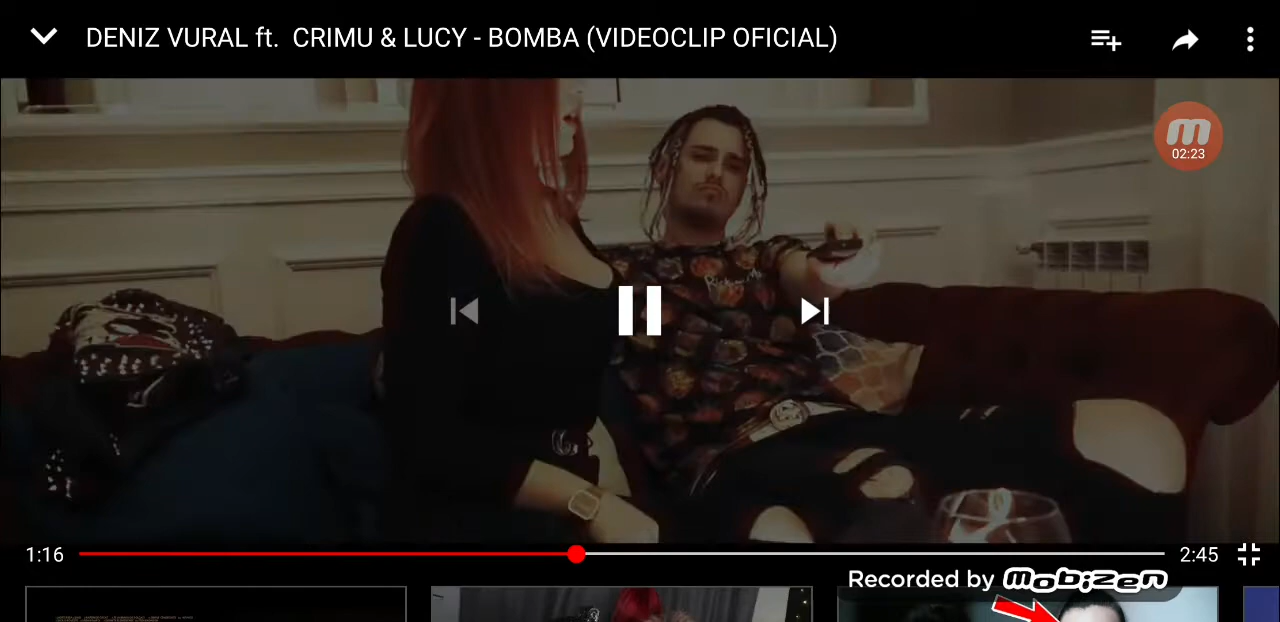 DENIZ VURAL ft. CRIMU & LUCY - BOMBA (VIDEOCLIP OFICIAL)
m
02:23
1:16
2:45
Recorded by mobizen